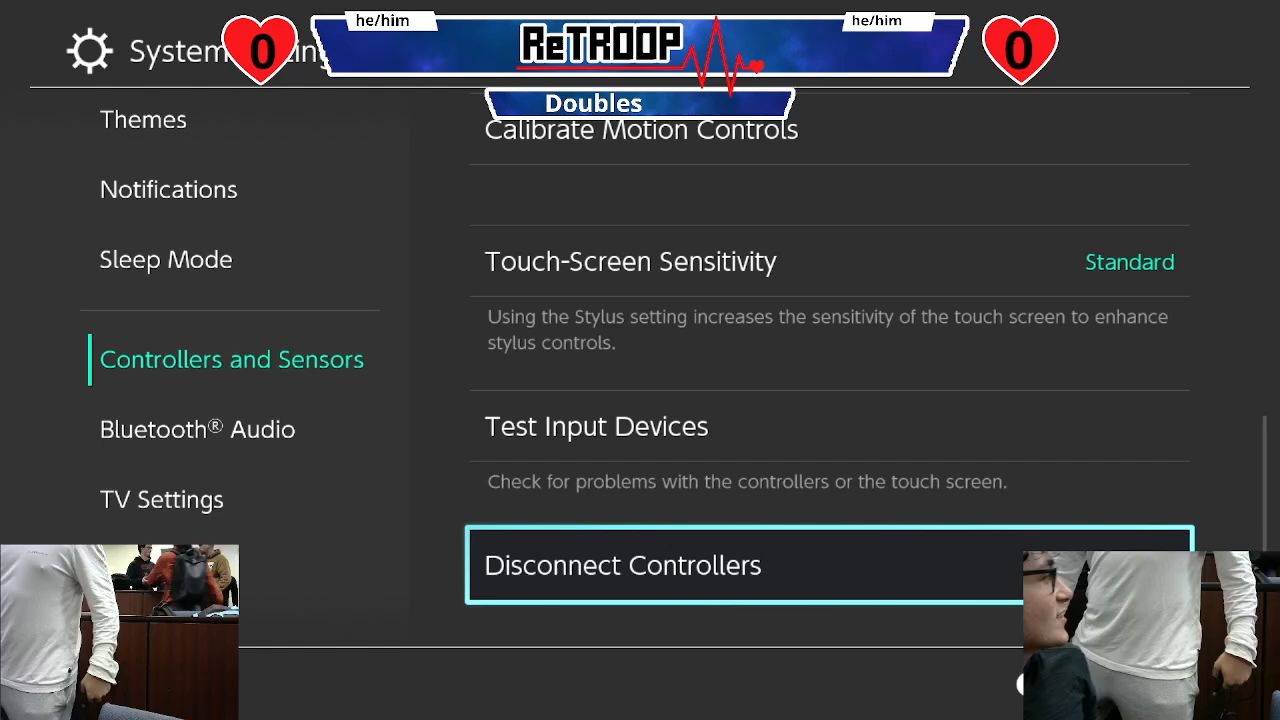 he/him
he/him
System
0
ReTROOP
0
Doubles
Themes
Notifications
Sleep Mode
Controllers and Sensors
Bluetooth® Audio
TV Settings
Calibrate Motion Controls
Touch-Screen Sensitivity
Standard
Using the Stylus setting increases the sensitivity of the touch screen to enhance
stylus controls.
Test Input Devices
Check for problems with the controllers or the touch screen.
Disconnect Controllers